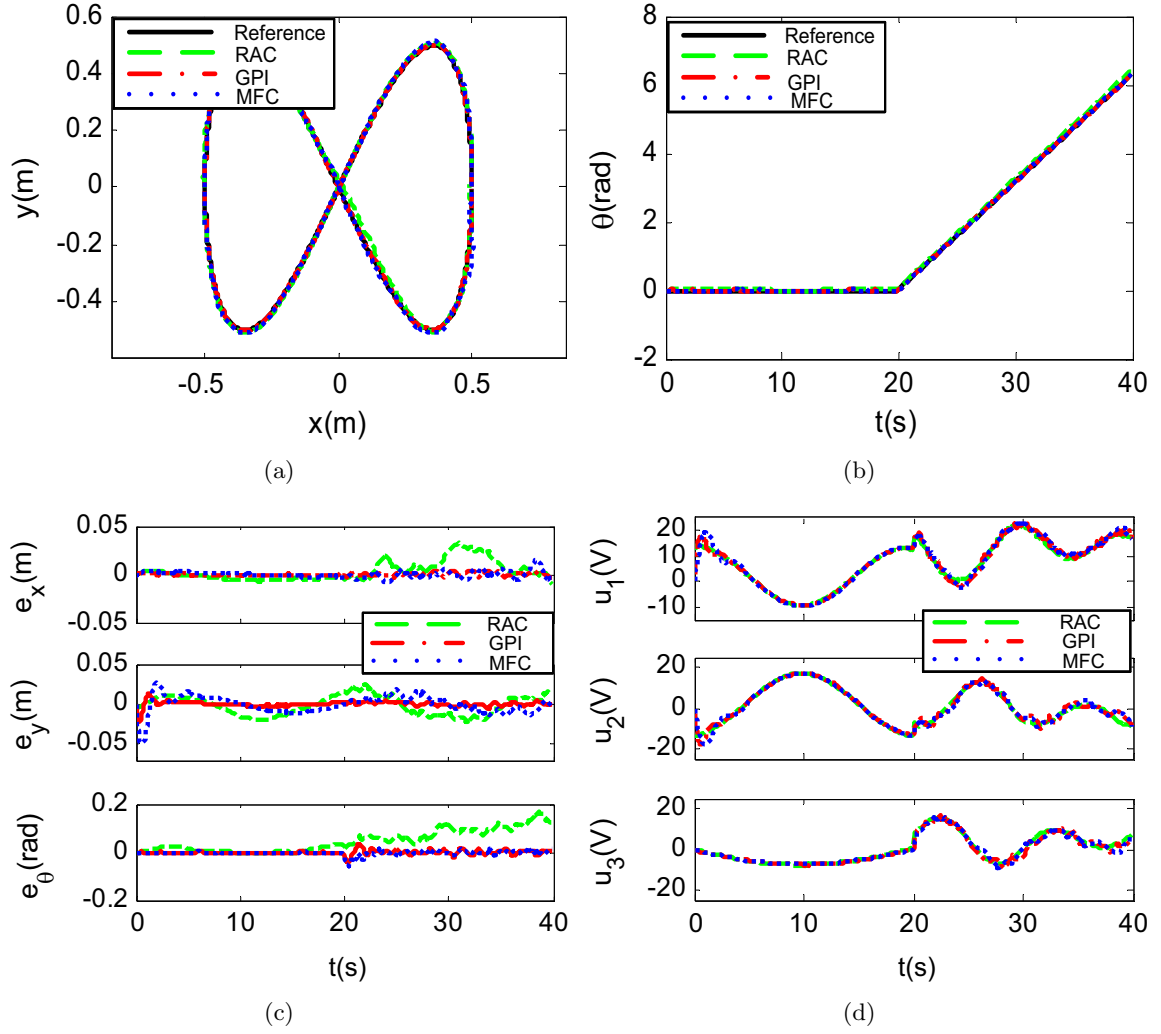 0.6
0.4
0.2
0
-0.2
-0.4
y(m)
-0.5
0
0.5
x(m)
Reference
RAC
GPI
MFC
(a)
8
6
4
2
0
-2
θ(rad)
0
10
20
30
40
t(s)
Reference
RAC
GPI
MFC
(b)
0.05
0
-0.05
e_x(m)
RAC
GPI
MFC
0.05
0
-0.05
e_y(m)
0.2
0
-0.2
e_θ(rad)
0
10
20
30
40
t(s)
(c)
20
10
0
-10
u_1(V)
RAC
GPI
MFC
20
0
-20
u_2(V)
20
0
-20
u_3(V)
0
10
20
30
40
t(s)
(d)